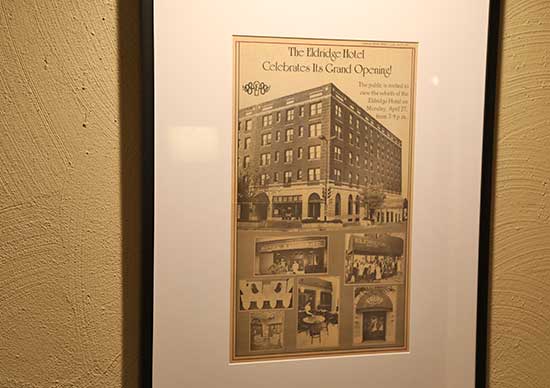 The Eldridge Hotel
Celebrates Its Grand Opening!
The public is invited to
view the rebirth of the
Eldridge Hotel on
Monday, April 27,
from 7-9 p.m.